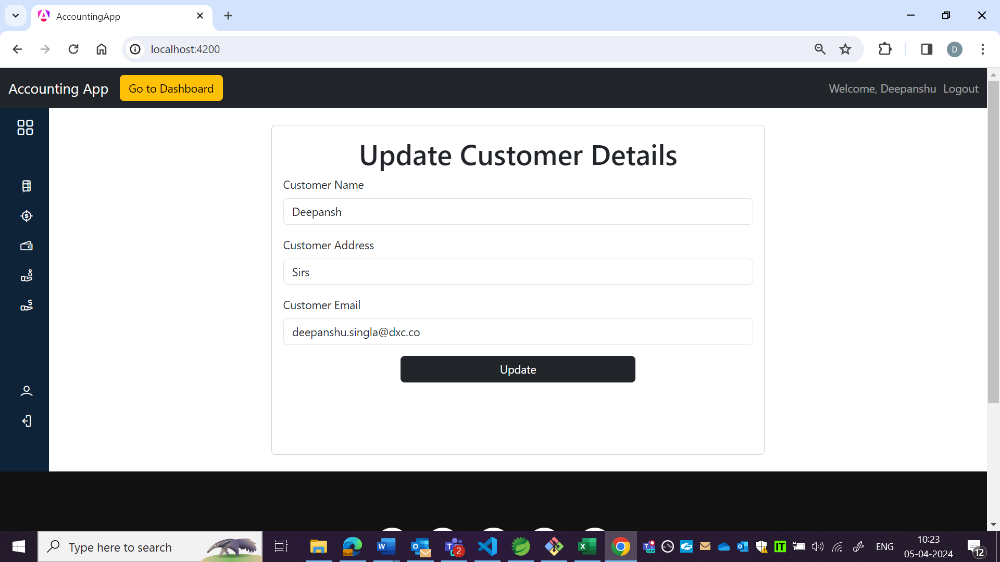 AccountingApp
localhost:4200
D
Accounting App
Go to Dashboard
Welcome, Deepanshu
Logout
Update Customer Details
Customer Name
Deepansh
Customer Address
Sirs
Customer Email
deepanshu.singla@dxc.co
Update
Type here to search
2
ENG
10:23
05-04-2024
12